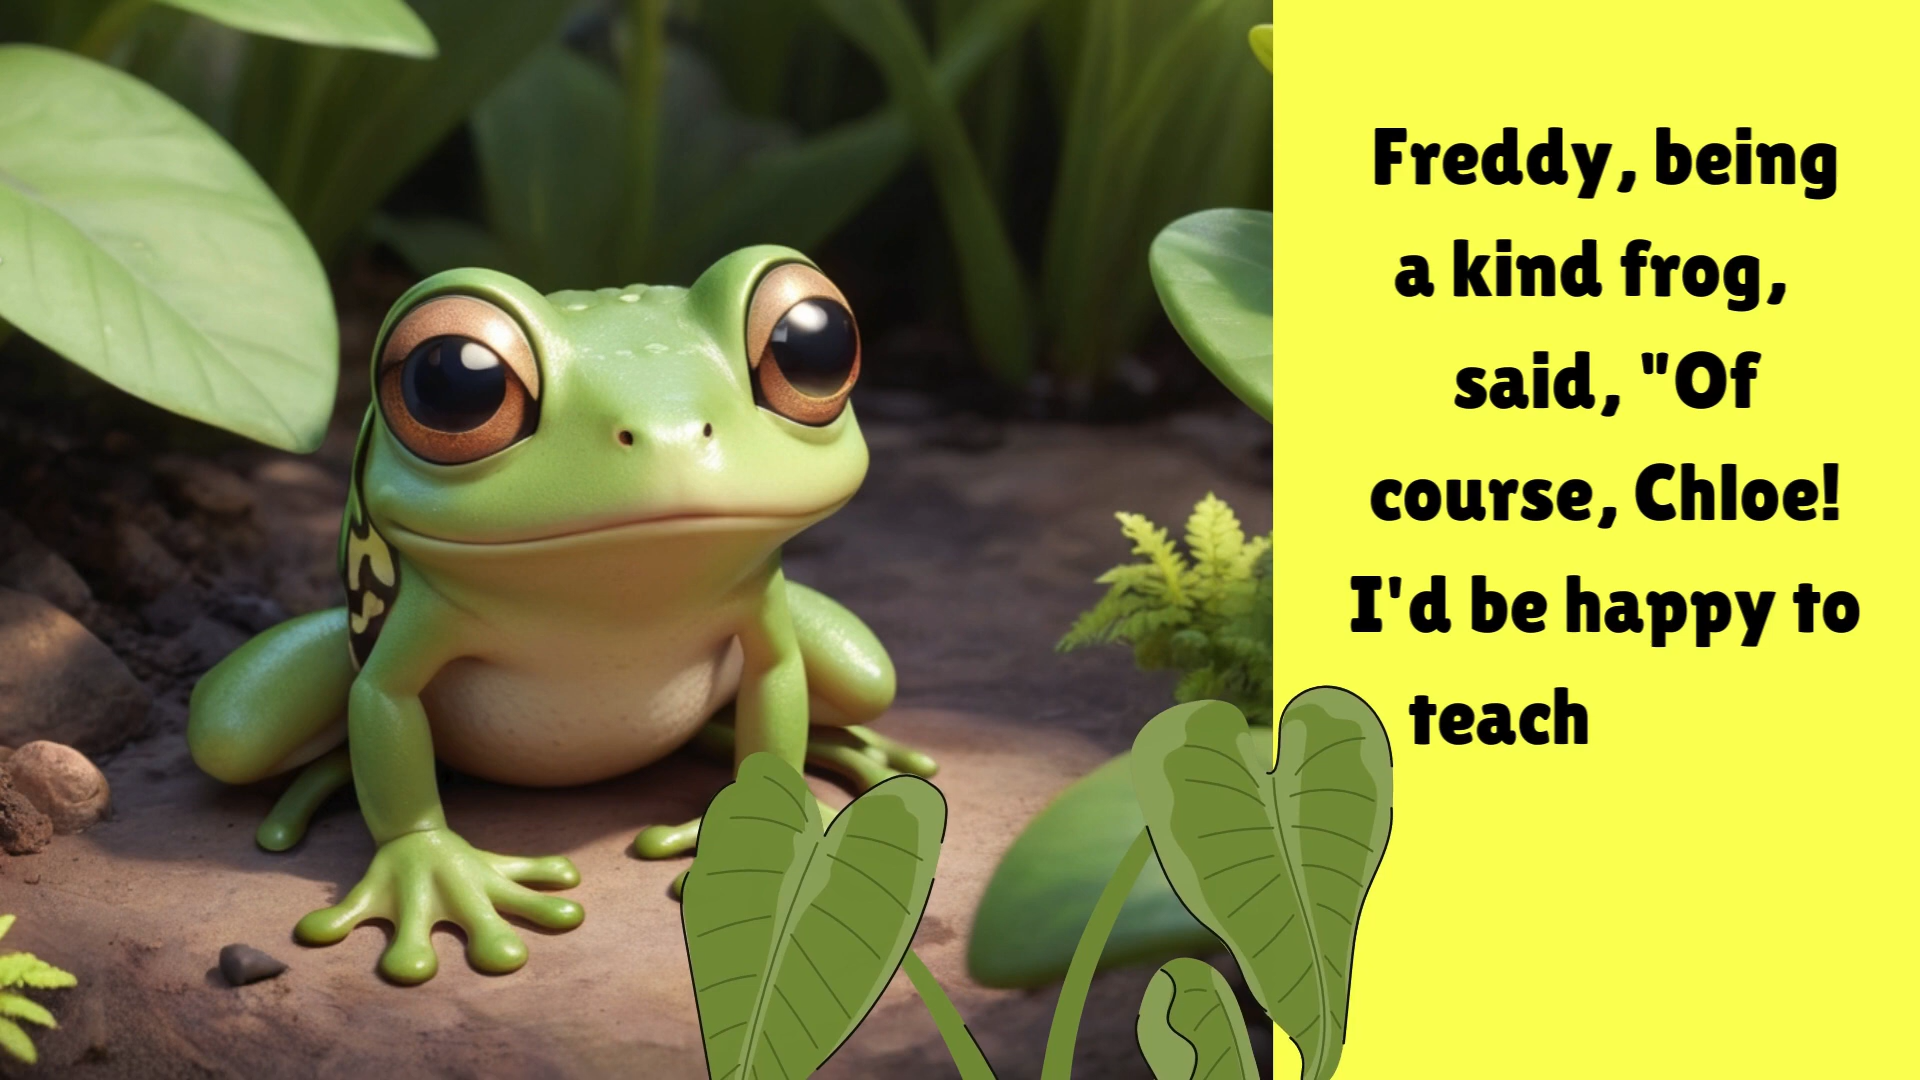 Freddy, being
a kind frog,
said, "Of
course, Chloe!
I'd be happy to
teach